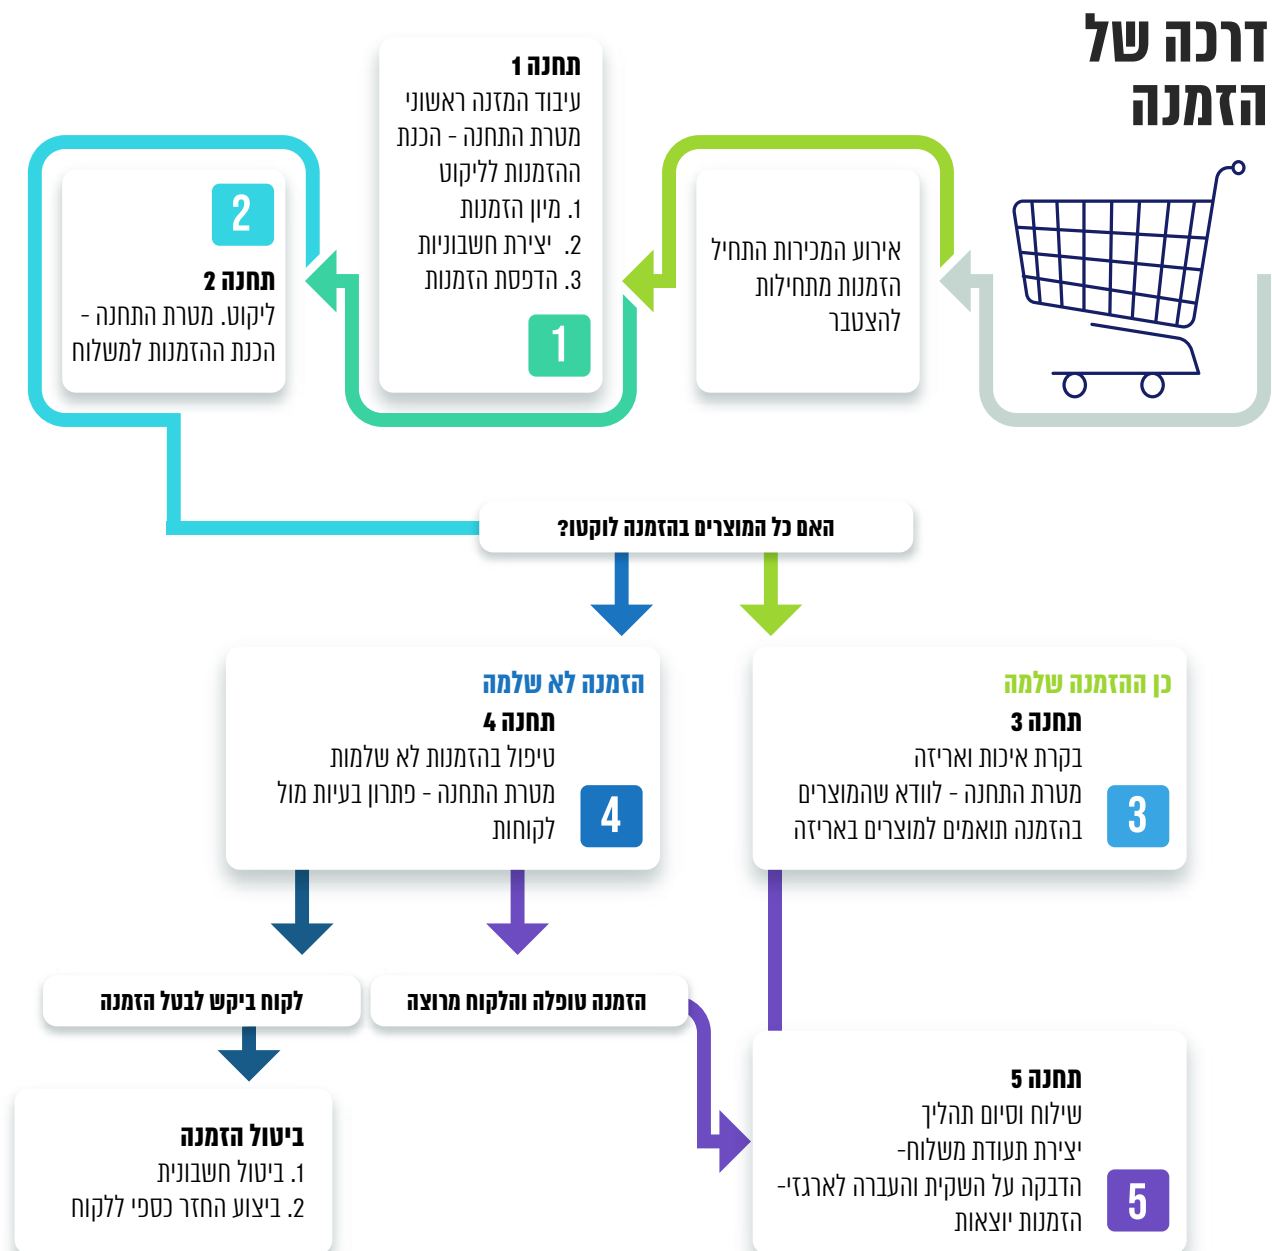 דרכה של
הזמנה
אירוע המכירות התחיל
הזמנות מתחילות
להצטבר
תחנה 1
עיבוד המזנה ראשוני
מטרת התחנה - הכנת
ההזמנות לליקוט
1. מיון הזמנות
2. יצירת חשבוניות
3. הדפסת הזמנות
1
2
תחנה 2
ליקוט. מטרת התחנה -
הכנת ההזמנות למשלוח
האם כל המוצרים בהזמנה לוקטו?
כן ההזמנה שלמה
תחנה 3
בקרת איכות ואריזה
מטרת התחנה - לוודא שהמוצרים
בהזמנה תואמים למוצרים באריזה
3
הזמנה לא שלמה
תחנה 4
טיפול בהזמנות לא שלמות
מטרת התחנה - פתרון בעיות מול
לקוחות
4
הזמנה טופלה והלקוח מרוצה
לקוח ביקש לבטל הזמנה
תחנה 5
שילוח וסיום תהליך
יצירת תעודת משלוח-
הדבקה על השקית והעברה לארגזי-
הזמנות יוצאות
5
ביטול הזמנה
1. ביטול חשבונית
2. ביצוע החזר כספי ללקוח